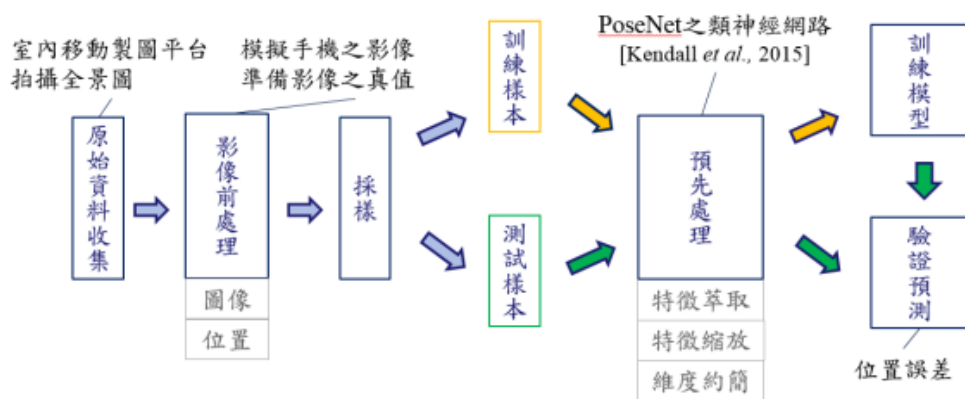 室內移動製圖平台
拍攝全景圖
模擬手機之影像
準備影像之真值
PoseNet之類神經網路
[Kendall et al., 2015]
原始資料收集
影像前處理
圖像
位置
採樣
訓練樣本
測試樣本
預先處理
特徵萃取
特徵縮放
維度約簡
訓練模型
驗證預測
位置誤差